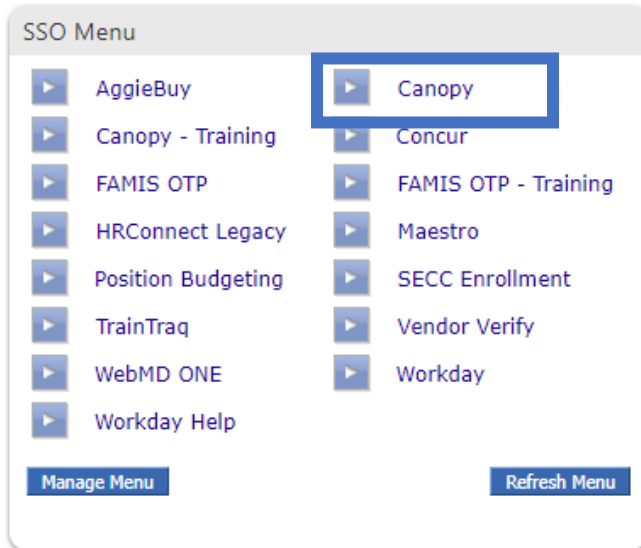 SSO Menu
AggieBuy Canopy
Canopy - Training Concur
FAMIS OTP FAMIS OTP - Training
HRConnect Legacy Maestro
Position Budgeting SECC Enrollment
TrainTraq Vendor Verify
WebMD ONE Workday
Workday Help
Manage Menu Refresh Menu